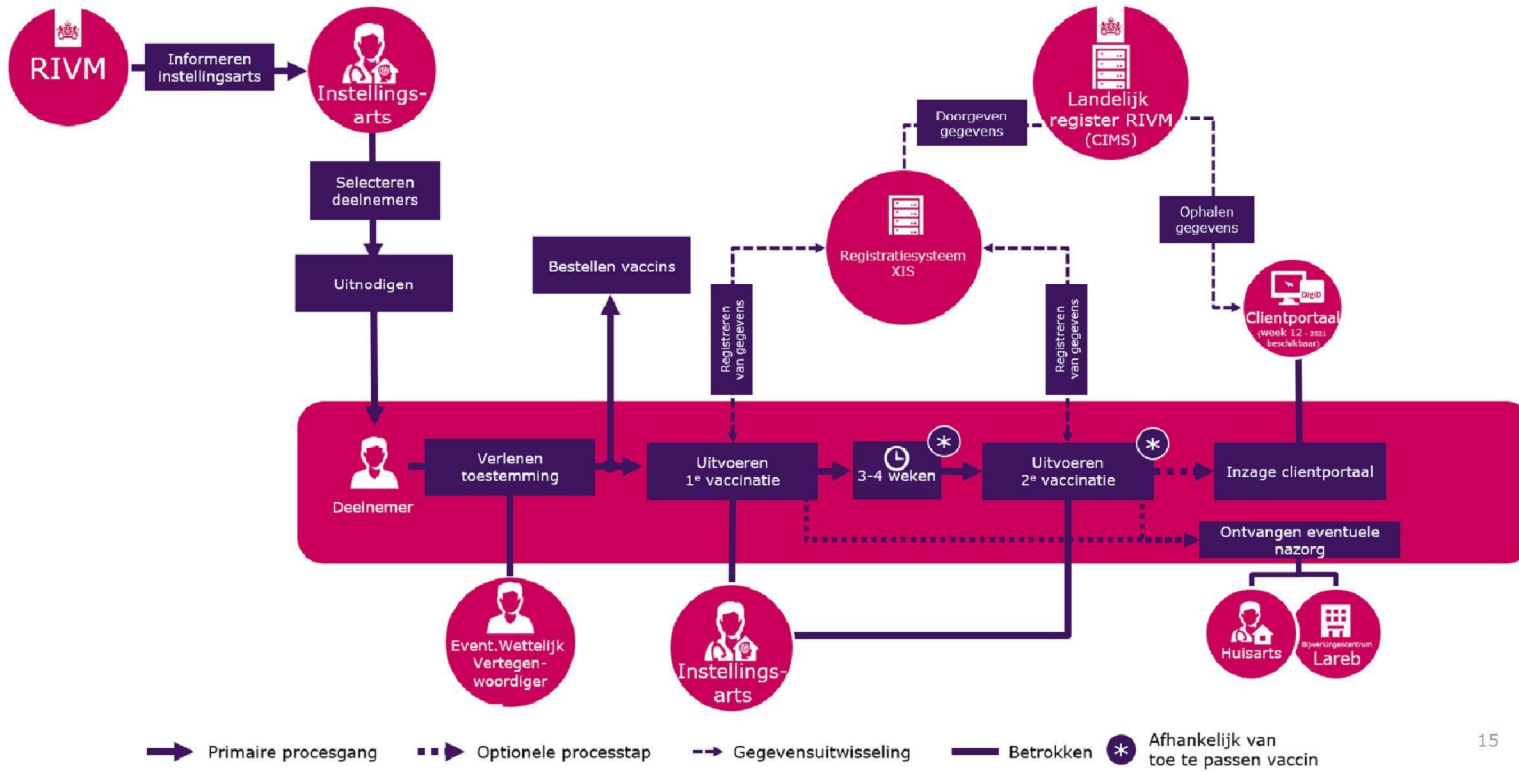 RIVM
Informeren
instellingsarts
Instellings-
arts
Selecteren
deelnemers
Uitnodigen
Bestellen vaccins
Doorgeven
gegevens
Landelijk
register RIVM
(CIMS)
Registratiesysteem
XIS
Ophalen
gegevens
Registreren
van gegevens
Registreren
van gegevens
DigiD
Clientportaal
(week 12 - 2021
beschikbaar)
Deelnemer
Verlenen
toestemming
Uitvoeren
1e vaccinatie
3-4 weken
*
Uitvoeren
2e vaccinatie
*
Inzage clientportaal
Ontvangen eventuele
nazorg
Event.Wettelijk
Vertegen-
woordiger
Instellings-
arts
Huisarts
Bijwerkingencentrum
Lareb
Primaire procesgang
Optionele processtap
Gegevensuitwisseling
Betrokken
*
Afhankelijk van
toe te passen vaccin
15